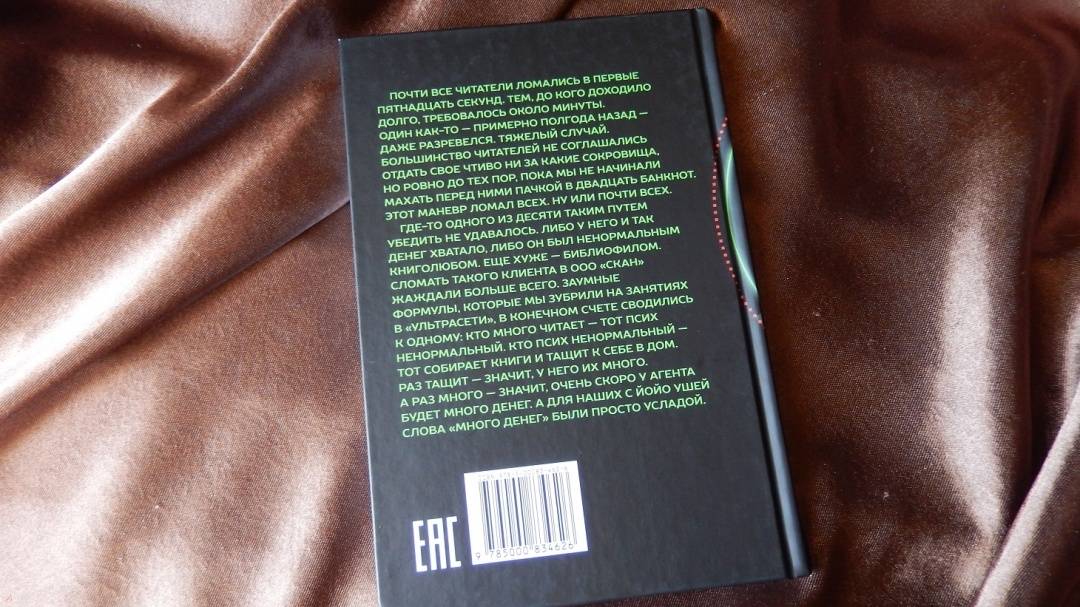 ПОЧТИ ВСЕ ЧИТАТЕЛИ ЛОМАЛИСЬ В ПЕРВЫЕ
ПЯТНАДЦАТЬ СЕКУНД. ТЕМ, ДО КОГО ДОХОДИЛО
ДОЛГО, ТРЕБОВАЛОСЬ ОКОЛО МИНУТЫ.
ОДИН КАК-ТО — ПРИМЕРНО ПОЛГОДА НАЗАД —
ДАЖЕ РАЗРЕВЕЛСЯ. ТЯЖЕЛЫЙ СЛУЧАЙ.
БОЛЬШИНСТВО ЧИТАТЕЛЕЙ НЕ СОГЛАШАЛИСЬ
ОТДАТЬ СВОЕ ЧТИВО НИ ЗА КАКИЕ СОКРОВИЩА,
НО РОВНО ДО ТЕХ ПОР, ПОКА МЫ НЕ НАЧИНАЛИ
МАХАТЬ ПЕРЕД НИМИ ПАЧКОЙ В ДВАДЦАТЬ БАНКНОТ.
ЭТОТ МАНЕВР ЛОМАЛ ВСЕХ. НУ ИЛИ ПОЧТИ ВСЕХ.
ГДЕ-ТО ОДНОГО ИЗ ДЕСЯТИ ТАКИМ ПУТЕМ
УБЕДИТЬ НЕ УДАВАЛОСЬ. ЛИБО У НЕГО И ТАК
ДЕНЕГ ХВАТАЛО, ЛИБО ОН БЫЛ НЕНОРМАЛЬНЫМ
КНИГОЛЮБОМ. ЕЩЕ ХУЖЕ — БИБЛИОФИЛОМ.
СЛОМАТЬ ТАКОГО КЛИЕНТА В ООО «СКАН»
ЖАЖДАЛИ БОЛЬШЕ ВСЕГО. ЗАУМНЫЕ
ФОРМУЛЫ, КОТОРЫЕ МЫ ЗУБРИЛИ НА ЗАНЯТИЯХ
В «УЛЬТРАСЕТИ», В КОНЕЧНОМ СЧЕТЕ СВОДИЛИСЬ
К ОДНОМУ: КТО МНОГО ЧИТАЕТ — ТОТ ПСИХ
НЕНОРМАЛЬНЫЙ. КТО ПСИХ НЕНОРМАЛЬНЫЙ —
ТОТ СОБИРАЕТ КНИГИ И ТАЩИТ К СЕБЕ В ДОМ.
РАЗ ТАЩИТ — ЗНАЧИТ, У НЕГО ИХ МНОГО.
А РАЗ МНОГО — ЗНАЧИТ, ОЧЕНЬ СКОРО У АГЕНТА
БУДЕТ МНОГО ДЕНЕГ. А ДЛЯ НАШИХ С ЙОЙО УШЕЙ
СЛОВА «МНОГО ДЕНЕГ» БЫЛИ ПРОСТО УСЛАДОЙ.
EAC
9 785000 834626